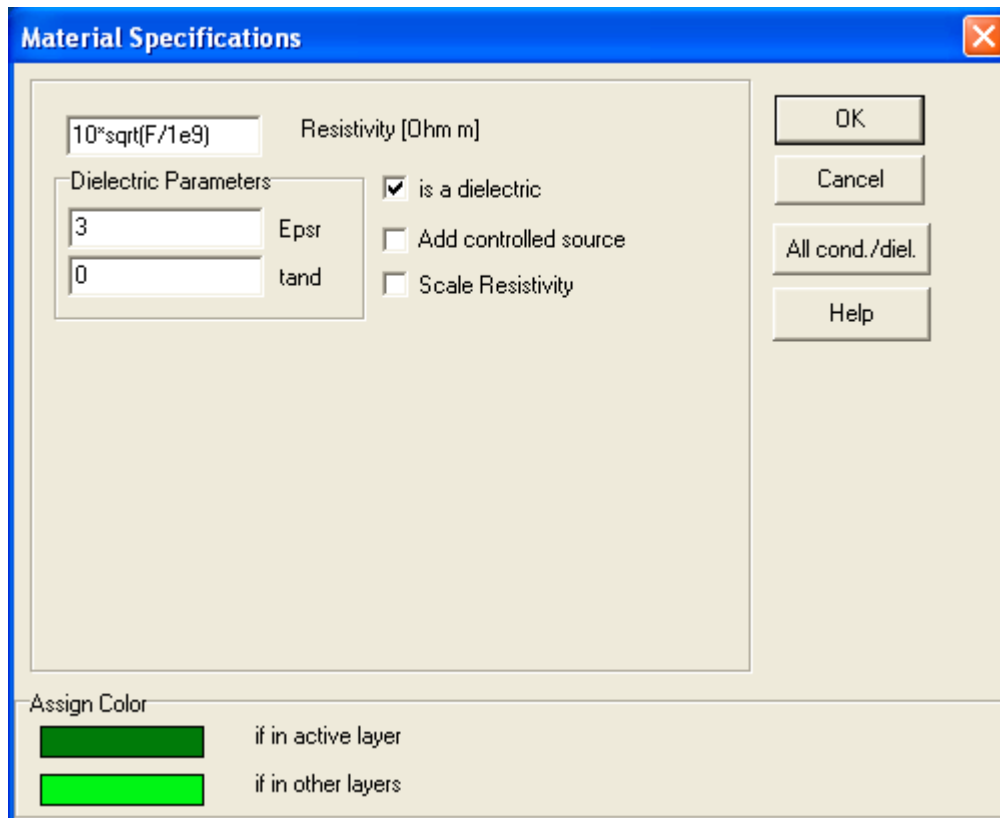 Material Specifications
10*sqrt(F/1e9)
Resistivity [Ohm m]
OK
Dielectric Parameters
is a dielectric
Cancel
3
Epsr
Add controlled source
All cond./diel.
0
tand
Scale Resistivity
Help
Assign Color
if in active layer
if in other layers